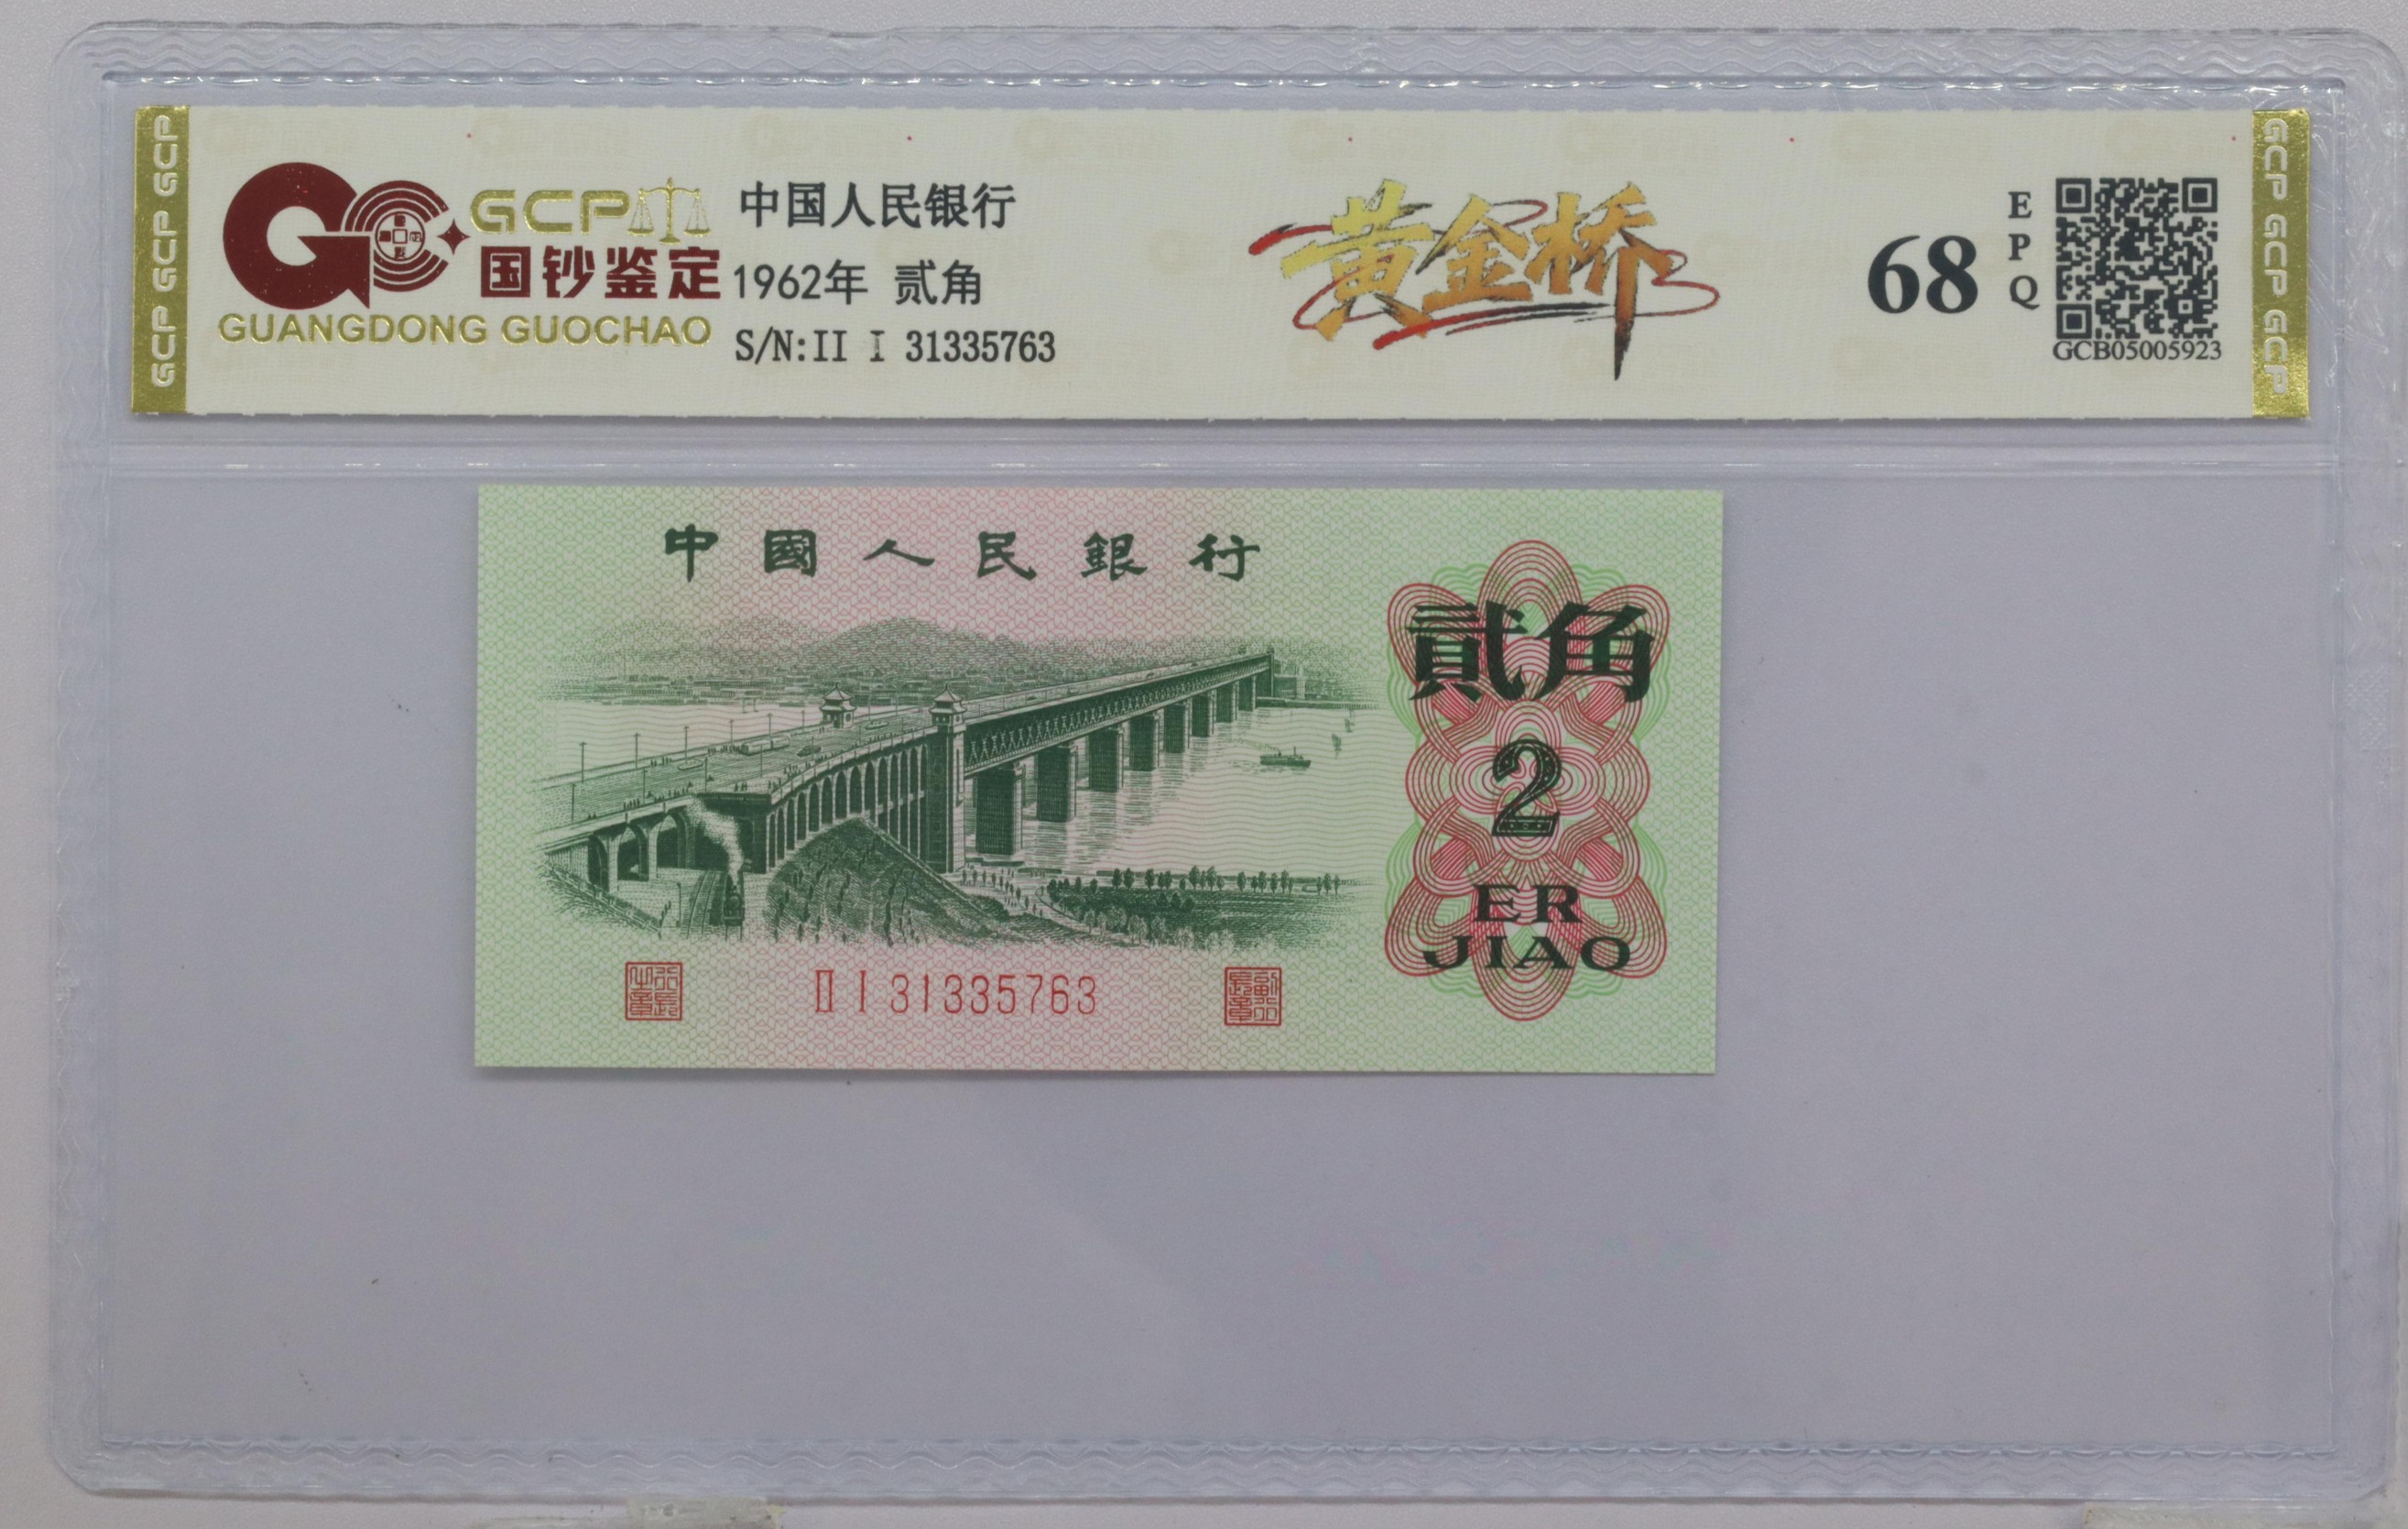 GCP GCP GCP
GCP
国钞鉴定
GUANGDONG GUOCHAO
中国人民银行
1962年 贰角
S/N:II I 31335763
黄金桥
68
EPQ
GCB05005923
GCP GCP GCP GCP
中國人民銀行
貳角
2
ER
JIAO
II I 31335763